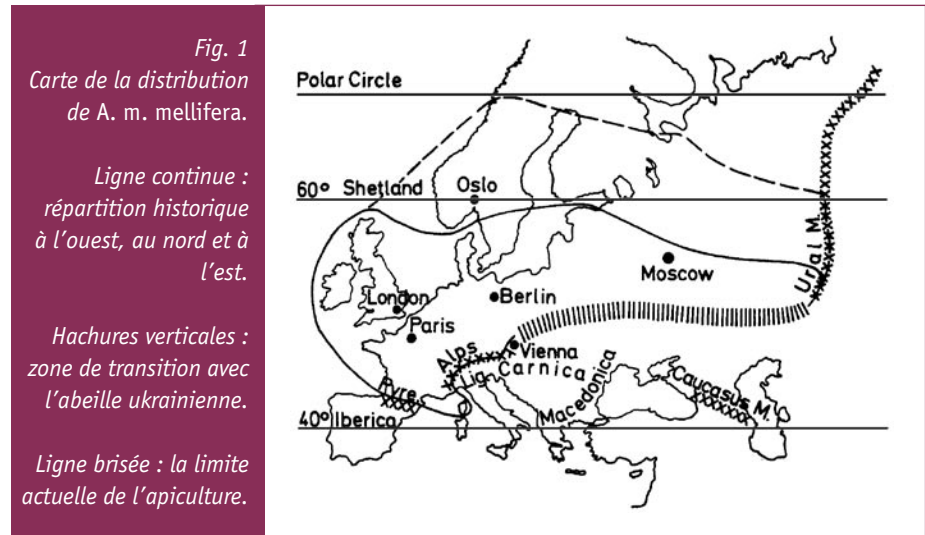 Fig. 1
Carte de la distribution
de A. m. mellifera.
Ligne continue :
répartition historique
à l'ouest, au nord et à
l'est.
Hachures verticales :
zone de transition avec
l'abeille ukrainienne.
Ligne brisée : la limite
actuelle de l'apiculture.
Polar Circle
60° Shetland
Oslo
Ural M.
Moscow
London
Berlin
Paris
Vienna
Alps
Lig.
Carnica
Pyre
Macedonica
Caucasus M.
40° Iberica